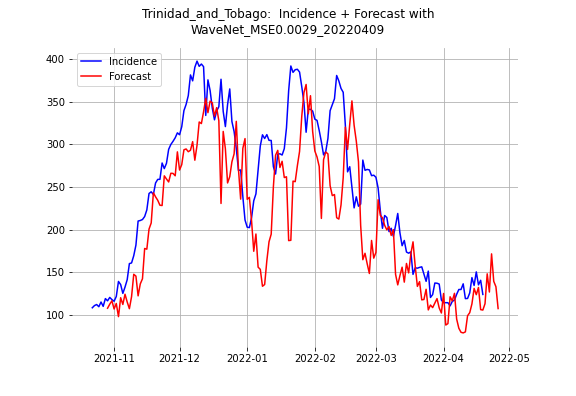 Trinidad_and_Tobago:  Incidence + Forecast with
WaveNet_MSE0.0029_20220409
Incidence
Forecast
400
350
300
250
200
150
100
2021-11 2021-12 2022-01 2022-02 2022-03 2022-04 2022-05